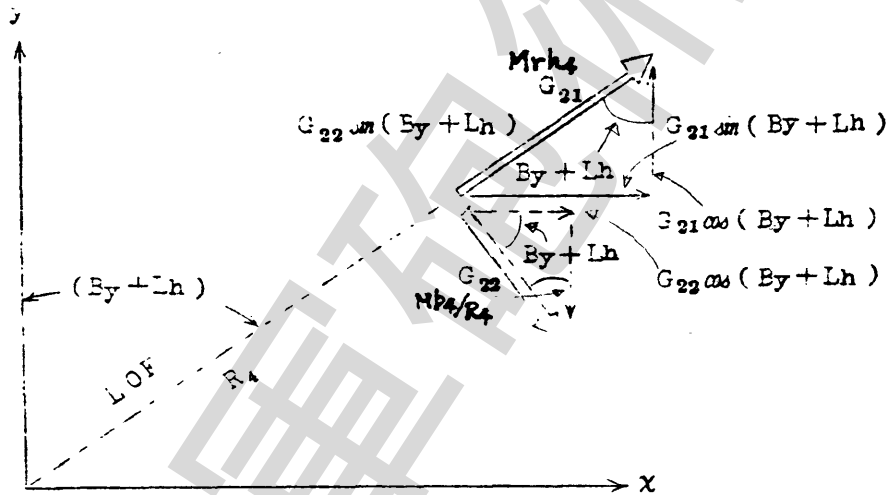 y
Mrh4
G21
G22 sin ( By + Lh )
G21 sin ( By + Lh )
By + Lh
G21 cos ( By + Lh )
By + Lh
G22 cos ( By + Lh )
G22
Mb4/R4
( By + Lh )
LOF
R4
x